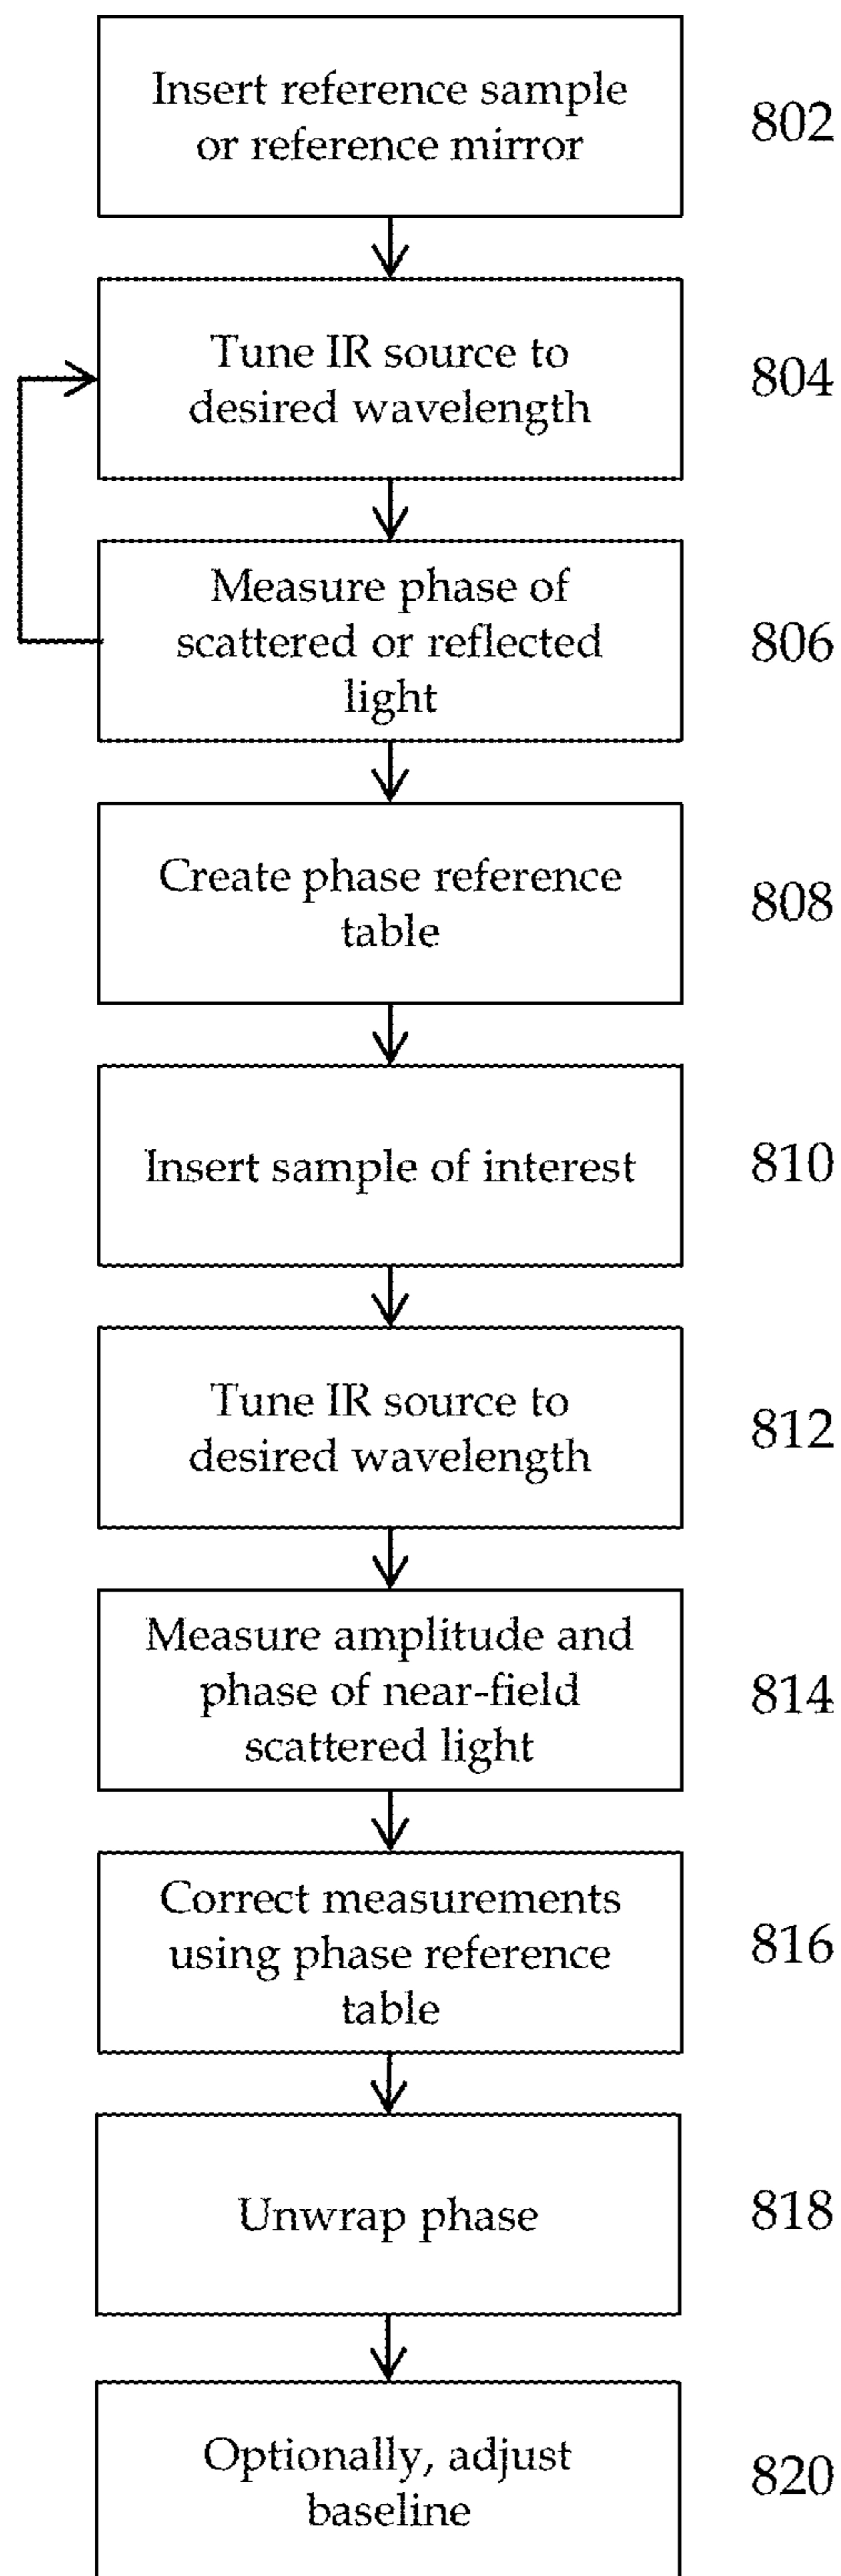 Insert reference sample
or reference mirror
802
Tune IR source to
desired wavelength
804
Measure phase of
scattered or reflected
light
806
Create phase reference
table
808
Insert sample of interest
810
Tune IR source to
desired wavelength
812
Measure amplitude and
phase of near-field
scattered light
814
Correct measurements
using phase reference
table
816
Unwrap phase
818
Optionally, adjust
baseline
820